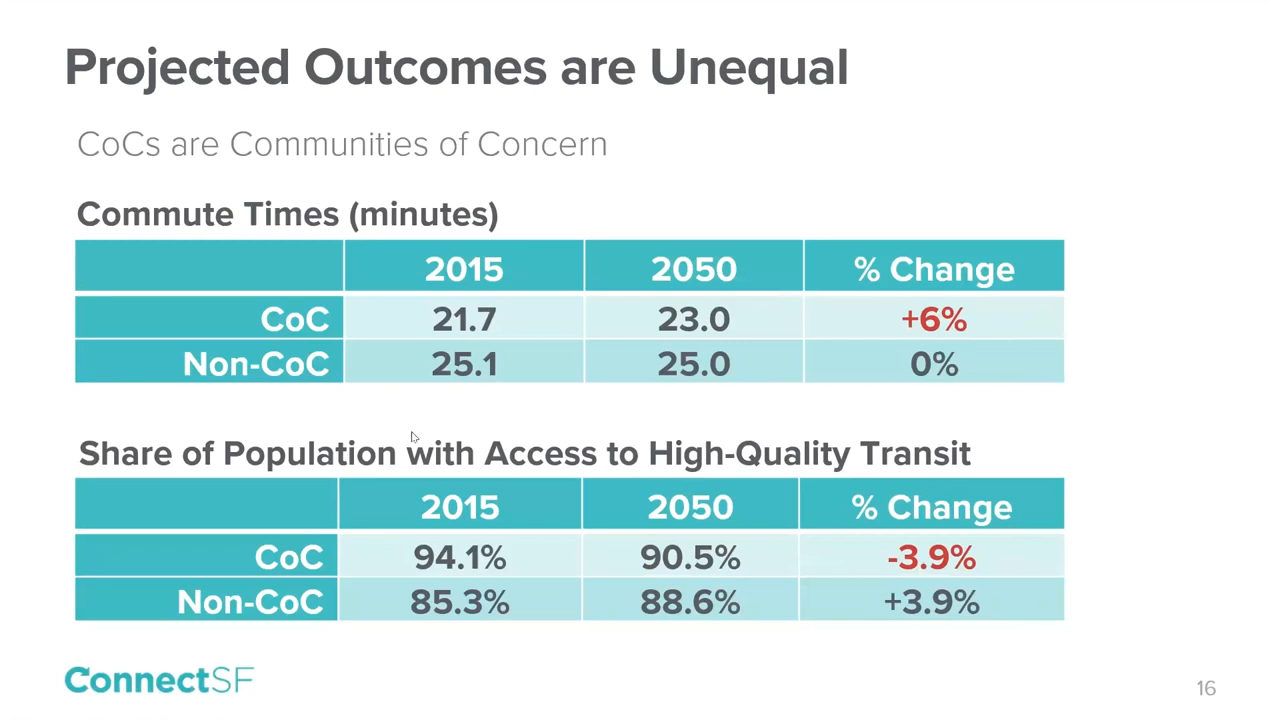 Projected Outcomes are Unequal
CoCs are Communities of Concern
Commute Times (minutes)
2015 2050 % Change
CoC 21.7 23.0 +6%
Non-CoC 25.1 25.0 0%
Share of Population with Access to High-Quality Transit
2015 2050 % Change
CoC 94.1% 90.5% -3.9%
Non-CoC 85.3% 88.6% +3.9%
ConnectSF
16